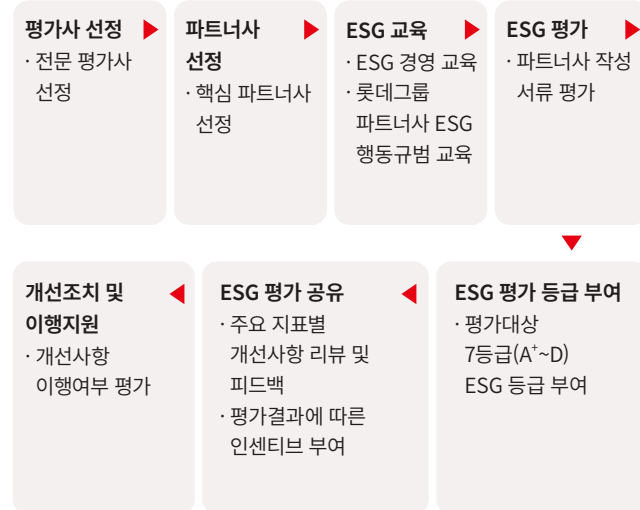 평가사 선정
· 전문 평가사
선정
파트너사
선정
· 핵심 파트너사
선정
ESG 교육
· ESG 경영 교육
· 롯데그룹
파트너사 ESG
행동규범 교육
ESG 평가
· 파트너사 작성
서류 평가
ESG 평가 등급 부여
· 평가대상
7등급(A⁺~D)
ESG 등급 부여
ESG 평가 공유
· 주요 지표별
개선사항 리뷰 및
피드백
· 평가결과에 따른
인센티브 부여
개선조치 및
이행지원
· 개선사항
이행여부 평가